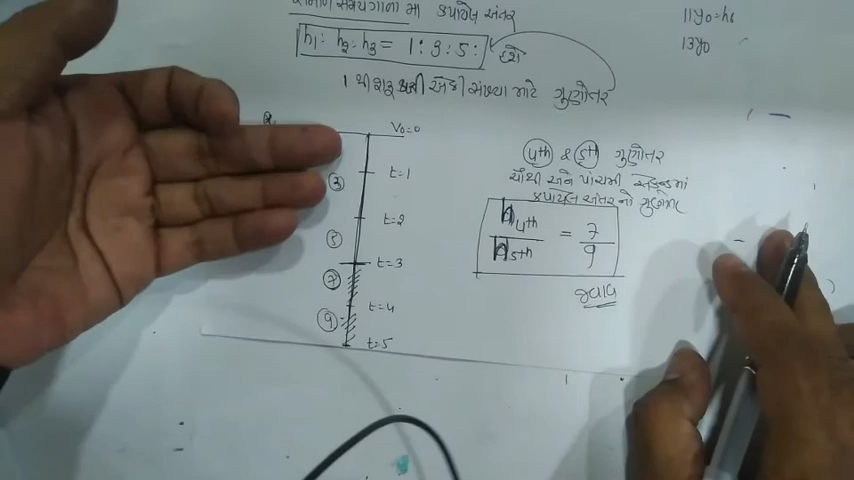 સમાન સમયગાળા મા કપાયેલ અંતર
h₁: h₂: h₃ = 1: 3: 5: હશે
1 થી શરૂ થતી એકી સંખ્યા માટે ગુણોત્તર
11y₀=h₆
13y₀
V₀=0
③ t=1
t=2
⑤
t=3
⑦
t=4
⑨
t=5
4th & 5th ગુણોત્તર
ચોથી અને પાંચમી સેકન્ડમાં
કપાયેલ અંતરનો ગુણોત્તર
h4th / h5th = 7/9
જવાબ